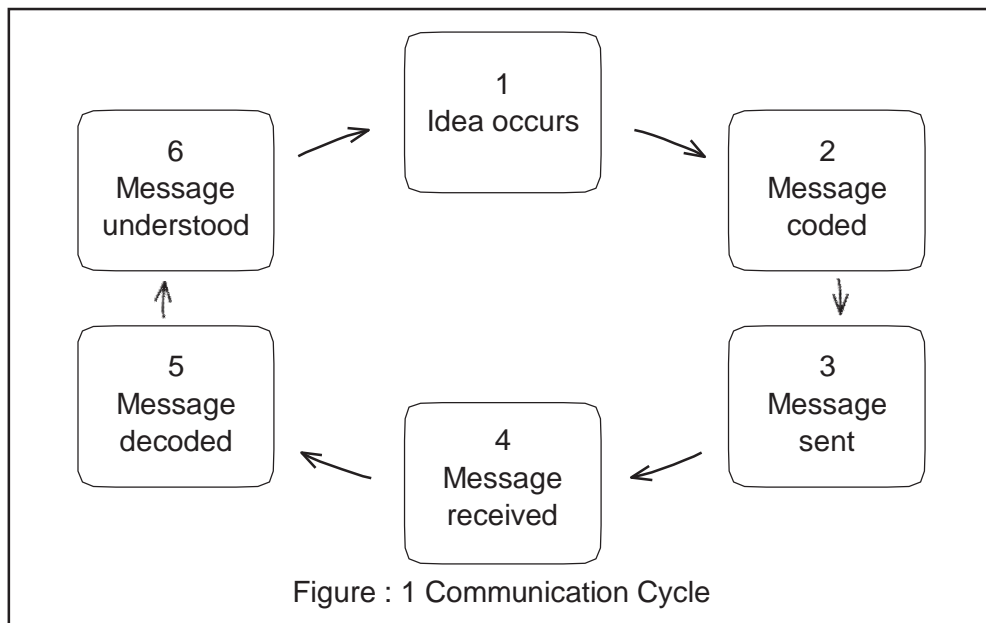 1
Idea occurs
2
Message
coded
3
Message
sent
4
Message
received
5
Message
decoded
6
Message
understood
Figure : 1 Communication Cycle